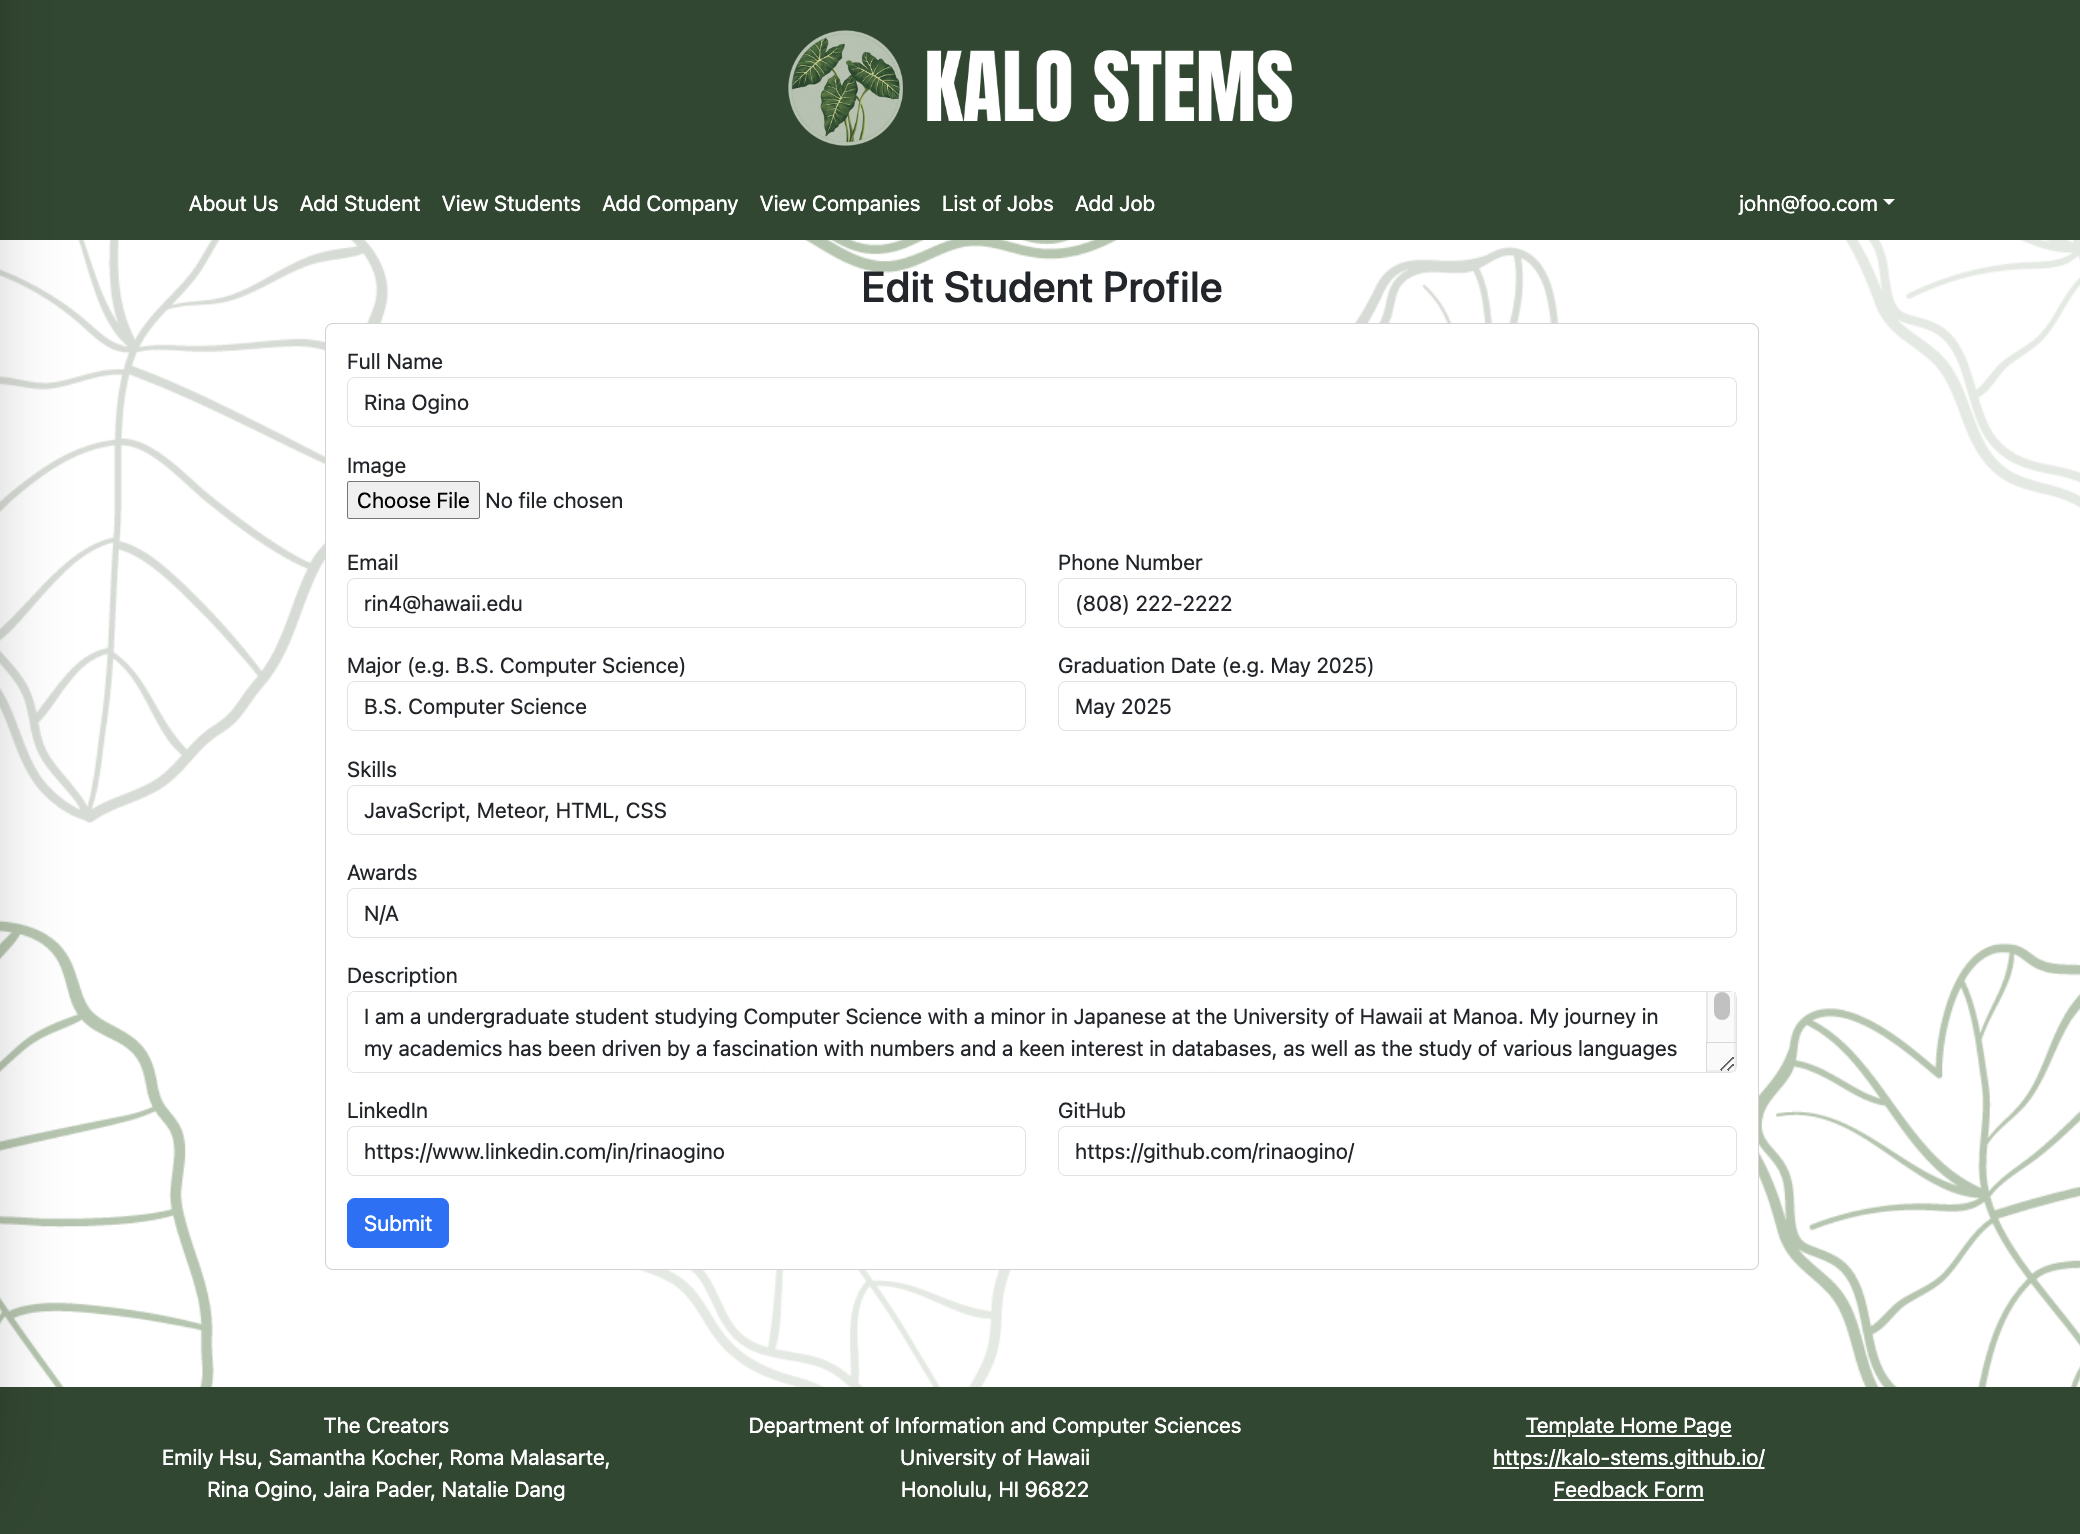 KALO STEMS
About Us Add Student View Students Add Company View Companies List of Jobs Add Job john@foo.com
Edit Student Profile
Full Name
Rina Ogino
Image
Choose File No file chosen
Email Phone Number
rin4@hawaii.edu (808) 222-2222
Major (e.g. B.S. Computer Science) Graduation Date (e.g. May 2025)
B.S. Computer Science May 2025
Skills
JavaScript, Meteor, HTML, CSS
Awards
N/A
Description
I am a undergraduate student studying Computer Science with a minor in Japanese at the University of Hawaii at Manoa. My journey in
my academics has been driven by a fascination with numbers and a keen interest in databases, as well as the study of various languages
LinkedIn GitHub
https://www.linkedin.com/in/rinaogino https://github.com/rinaogino/
Submit
The Creators
Emily Hsu, Samantha Kocher, Roma Malasarte,
Rina Ogino, Jaira Pader, Natalie Dang
Department of Information and Computer Sciences
University of Hawaii
Honolulu, HI 96822
Template Home Page
https://kalo-stems.github.io/
Feedback Form